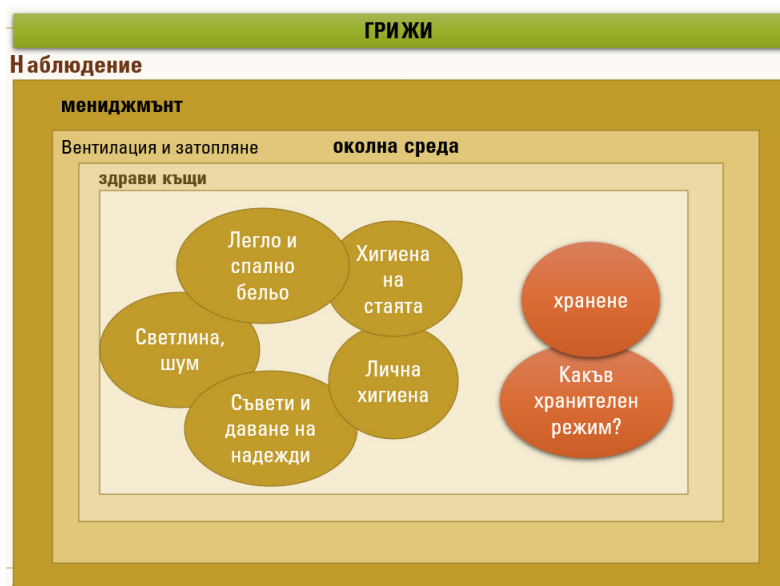 ГРИЖИ
Наблюдение
мениджмънт
Вентилация и затопляне околна среда
здрави къщи
Легло и
спално
бельо
Хигиена
на
стаята
хранене
Светлина,
шум
Лична
хигиена
Какъв
хранителен
режим?
Съвети и
даване на
надежди